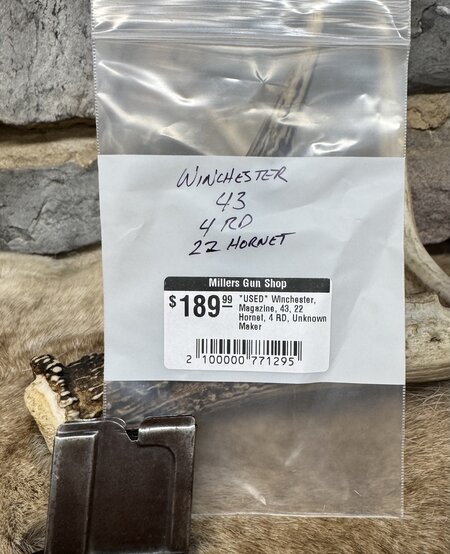 WINCHESTER
43
4 RD
22 HORNET
Millers Gun Shop
$189.99
*USED* Winchester,
Magazine, 43, 22
Hornet, 4 RD, Unknown
Maker
2 100000 771295